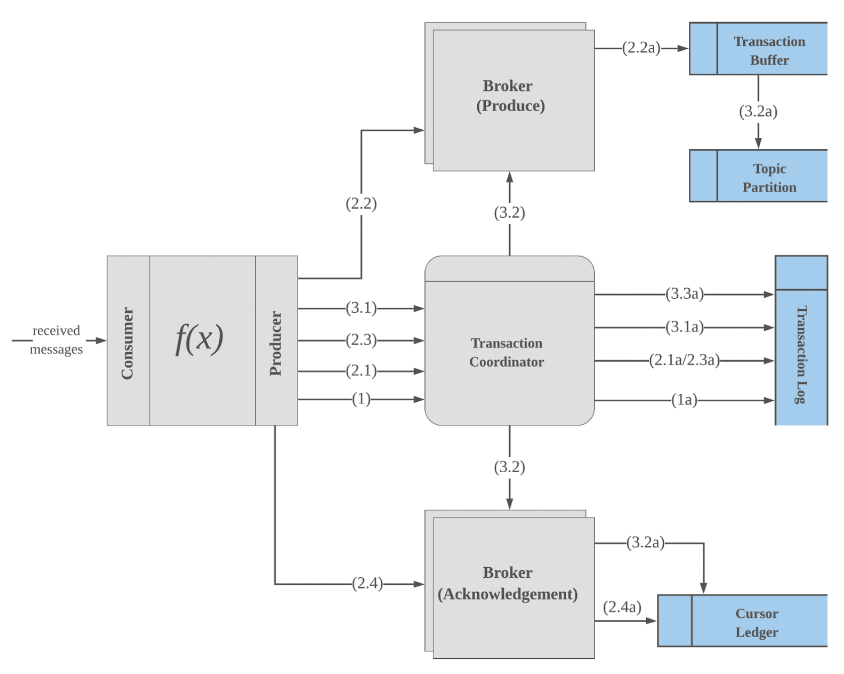 Broker
(Produce)
(2.2a)
Transaction
Buffer
(3.2a)
Topic
Partition
(2.2)
(3.2)
received
messages
Consumer
f(x)
Producer
(3.1)
(2.3)
(2.1)
(1)
Transaction
Coordinator
(3.3a)
(3.1a)
(2.1a/2.3a)
(1a)
Transaction Log
(3.2)
(2.4)
Broker
(Acknowledgement)
(3.2a)
(2.4a)
Cursor
Ledger